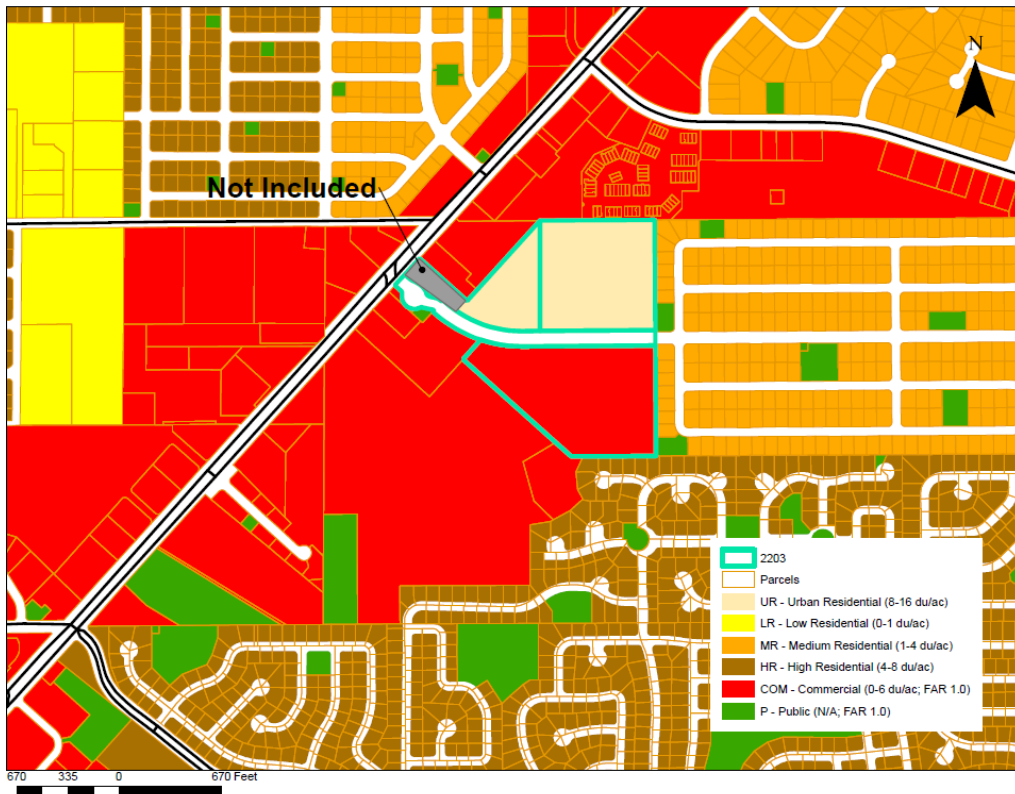 N
Not Included
2203
Parcels
UR - Urban Residential (8-16 du/ac)
LR - Low Residential (0-1 du/ac)
MR - Medium Residential (1-4 du/ac)
HR - High Residential (4-8 du/ac)
COM - Commercial (0-6 du/ac; FAR 1.0)
P - Public (N/A; FAR 1.0)
670 335 0 670 Feet